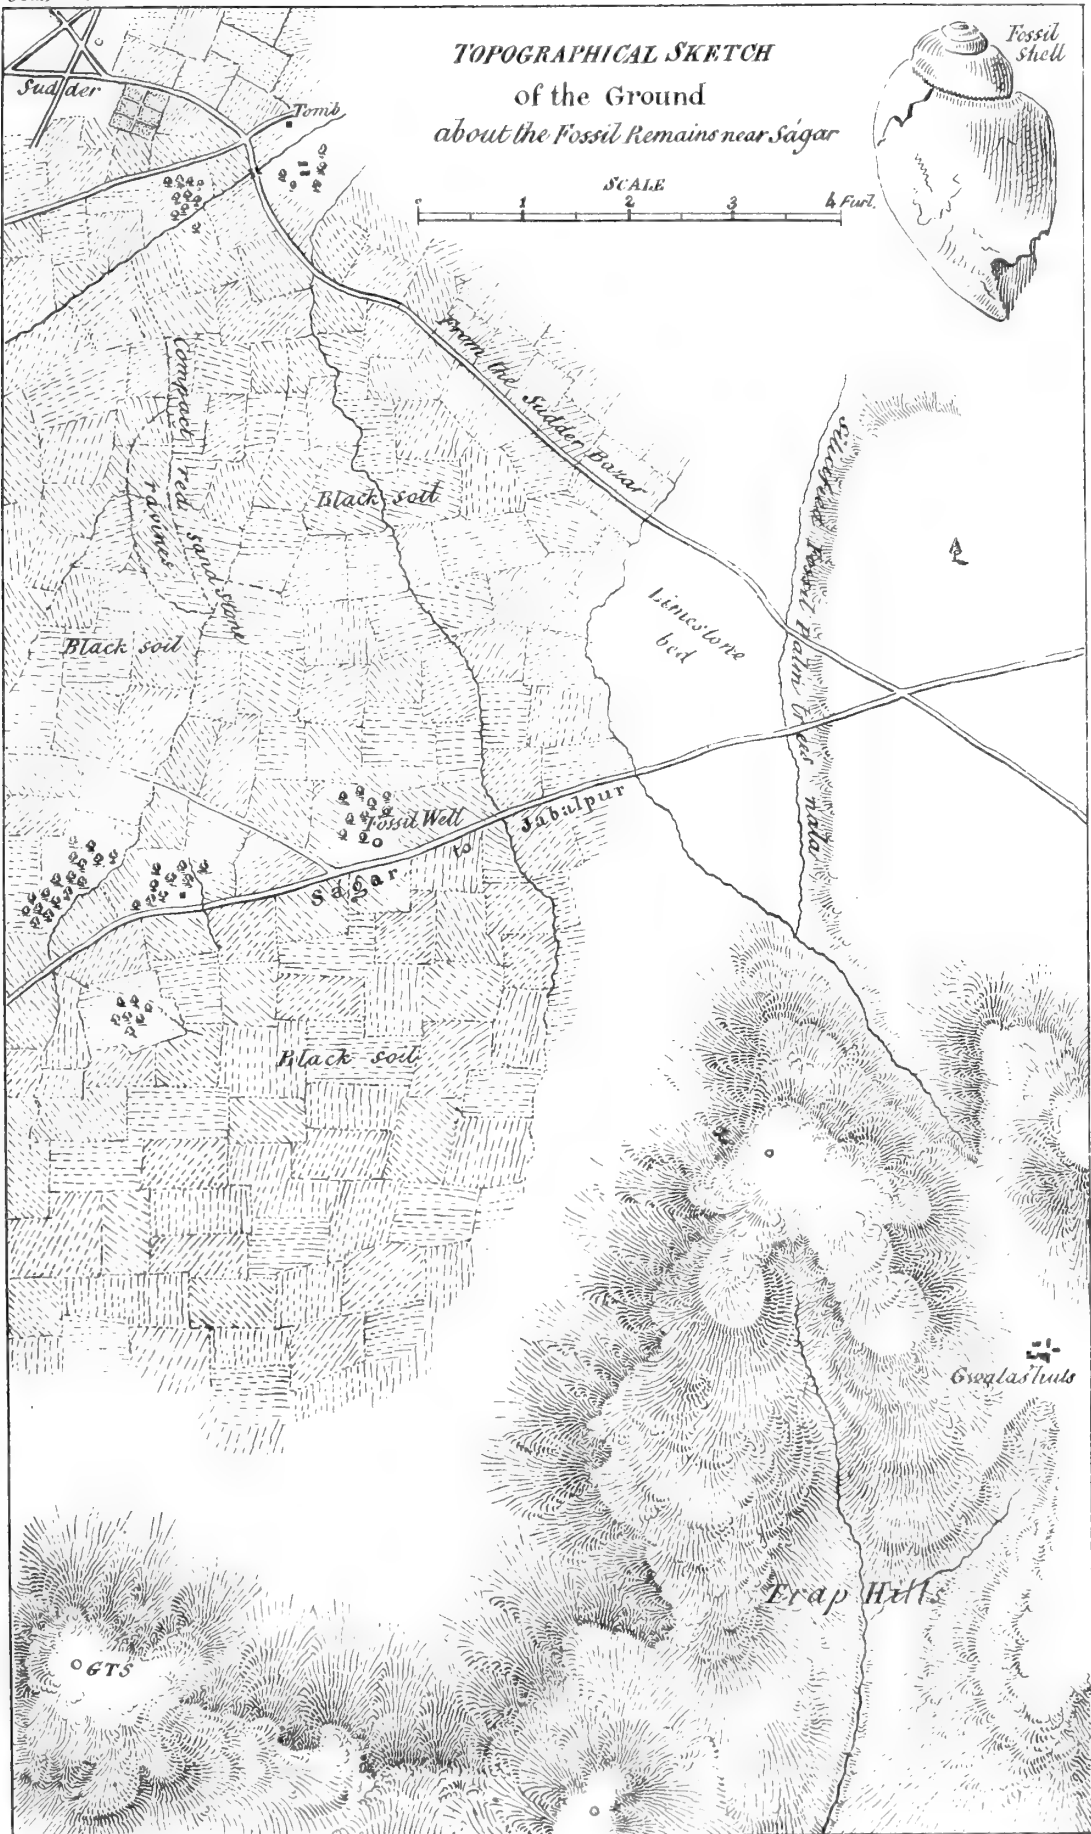 TOPOGRAPHICAL SKETCH
of the Ground
about the Fossil Remains near Ságar
SCALE
0 1 2 3 4 Furl.
Fossil
Shell
Sudder
Tomb
From the Sudder Bazar
Compact red sand stone
ravines
Black soil
Black soil
Limestone
bed
Fossil Palm trees nala
Fossil Well
Ságar to Jabalpur
Black soil
Gwalas' huts
Trap Hills
GTS